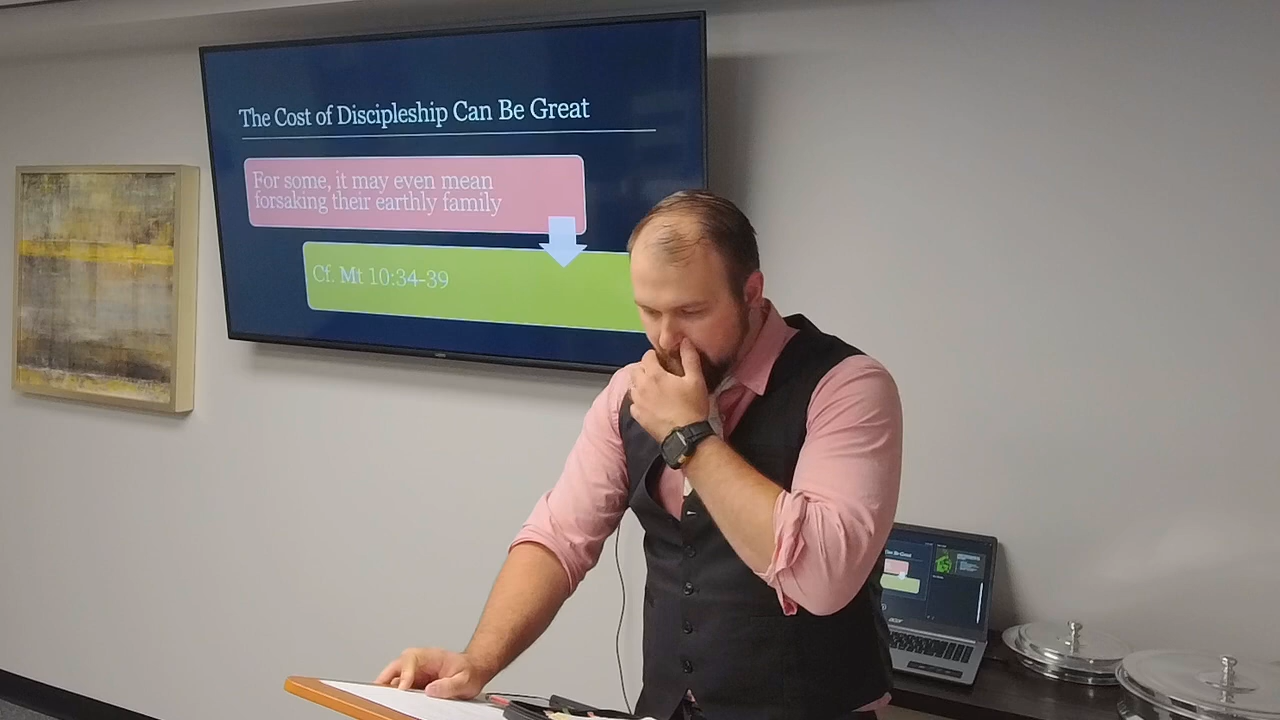 The Cost of Discipleship Can Be Great
For some, it may even mean
forsaking their earthly family
Cf. Mt 10:34-39
acer